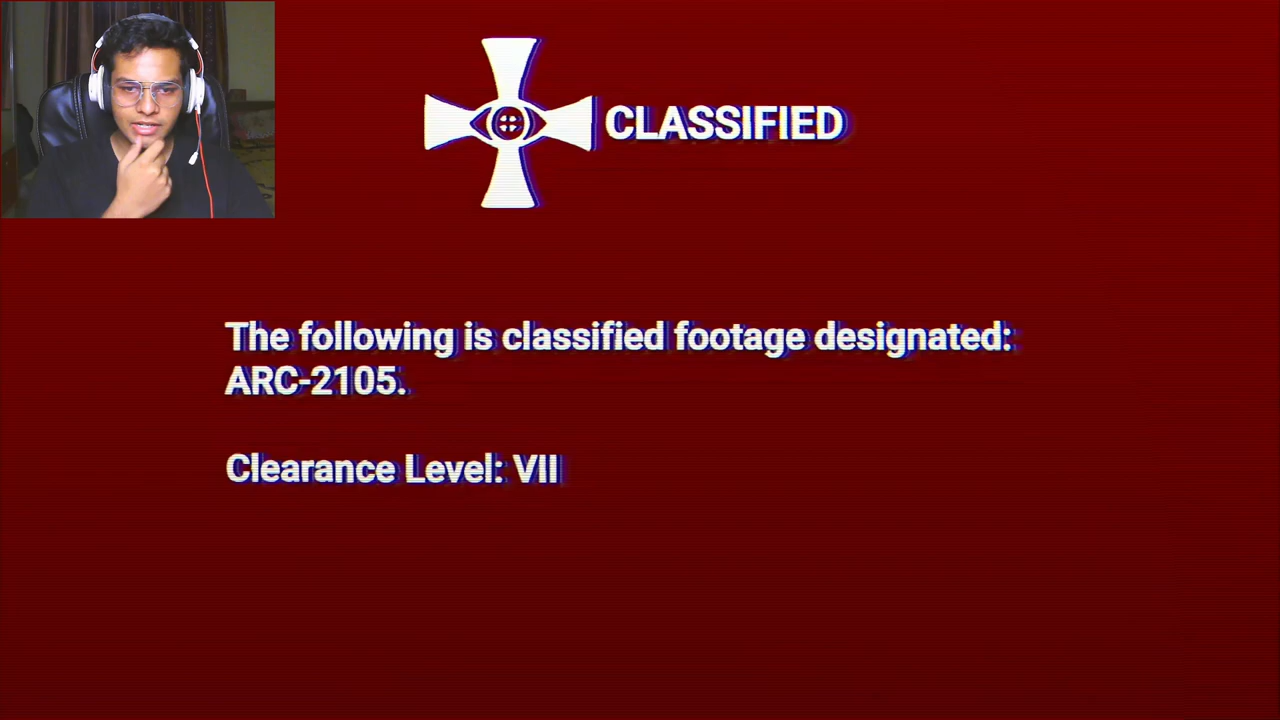 CLASSIFIED
The following is classified footage designated:
ARC-2105.
Clearance Level: VII